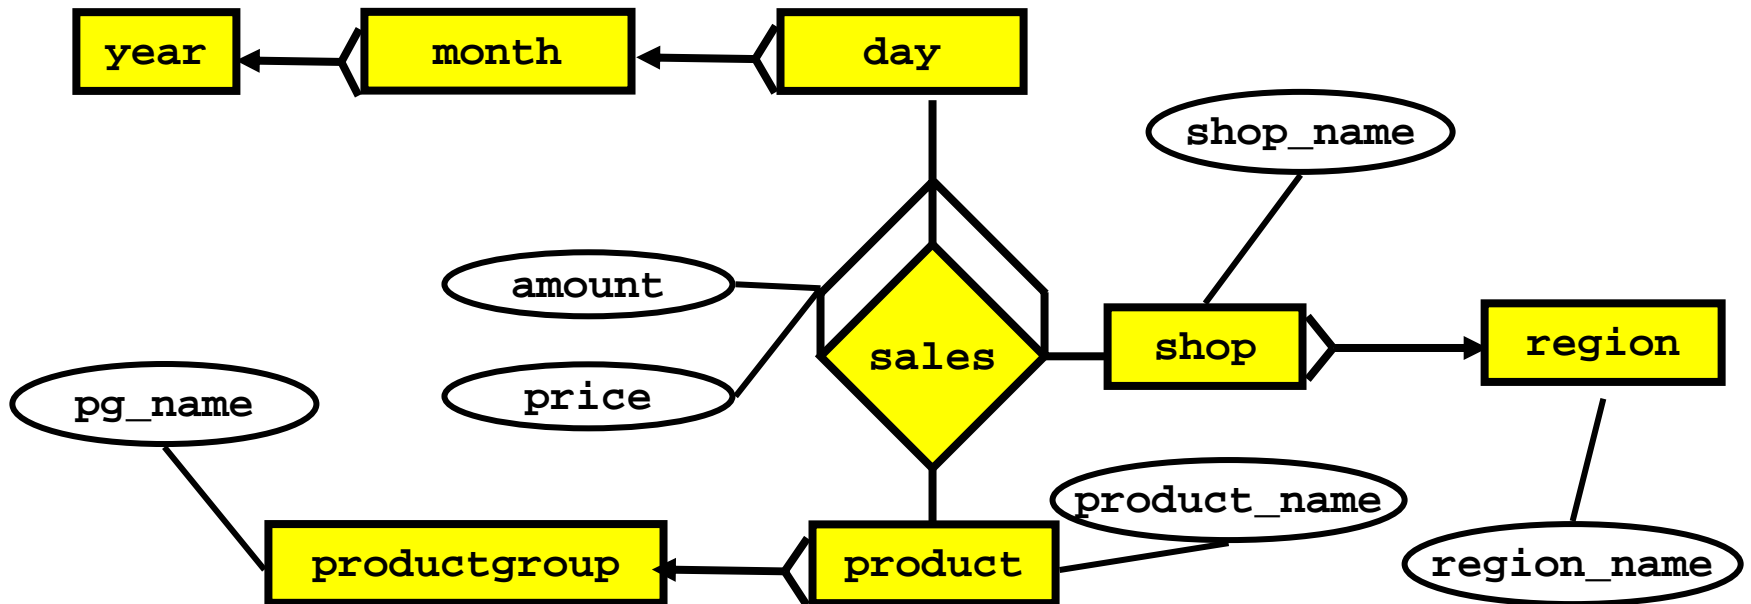 year
month
day
shop_name
amount
sales
shop
region
price
pg_name
product_name
productgroup
product
region_name